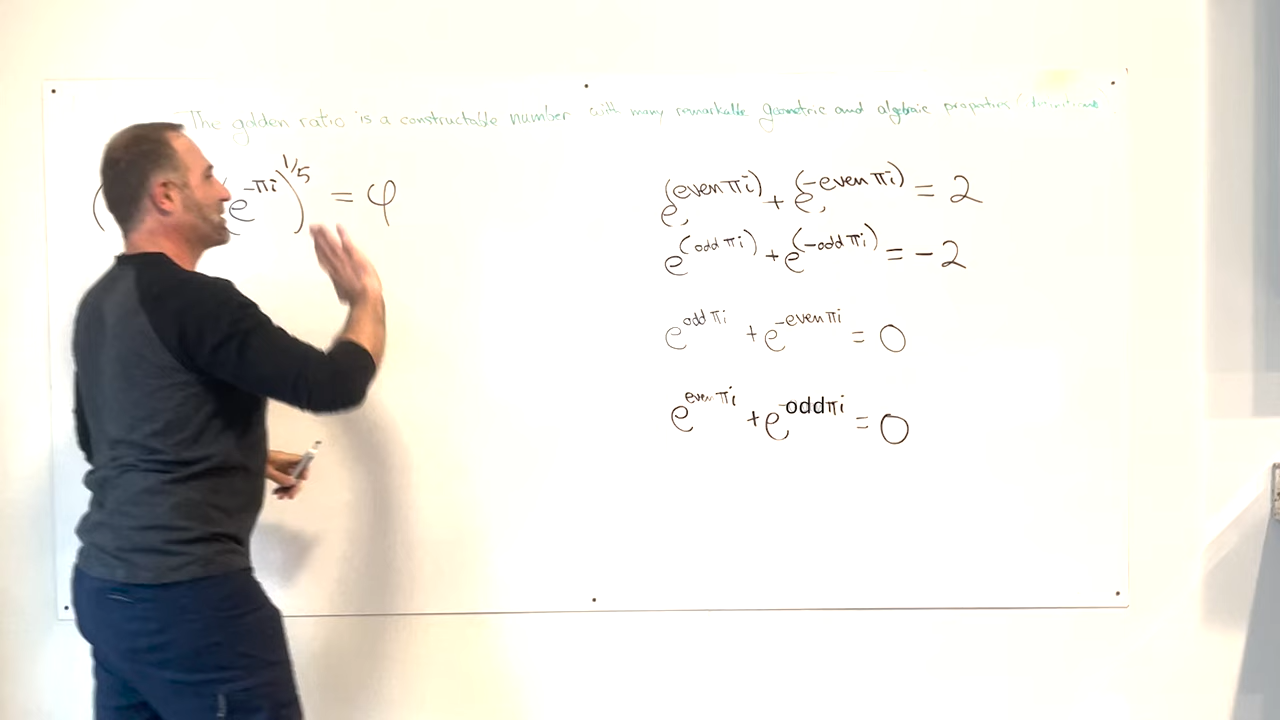 The golden ratio is a constructable number with many remarkable geometric and algebraic
( e^-πi)^1/5 = φ
e^(even πi) + e^(-even πi) = 2
e^(odd πi) + e^(-odd πi) = -2
e^odd πi + e^-even πi = 0
e^even πi + e^-odd πi = 0